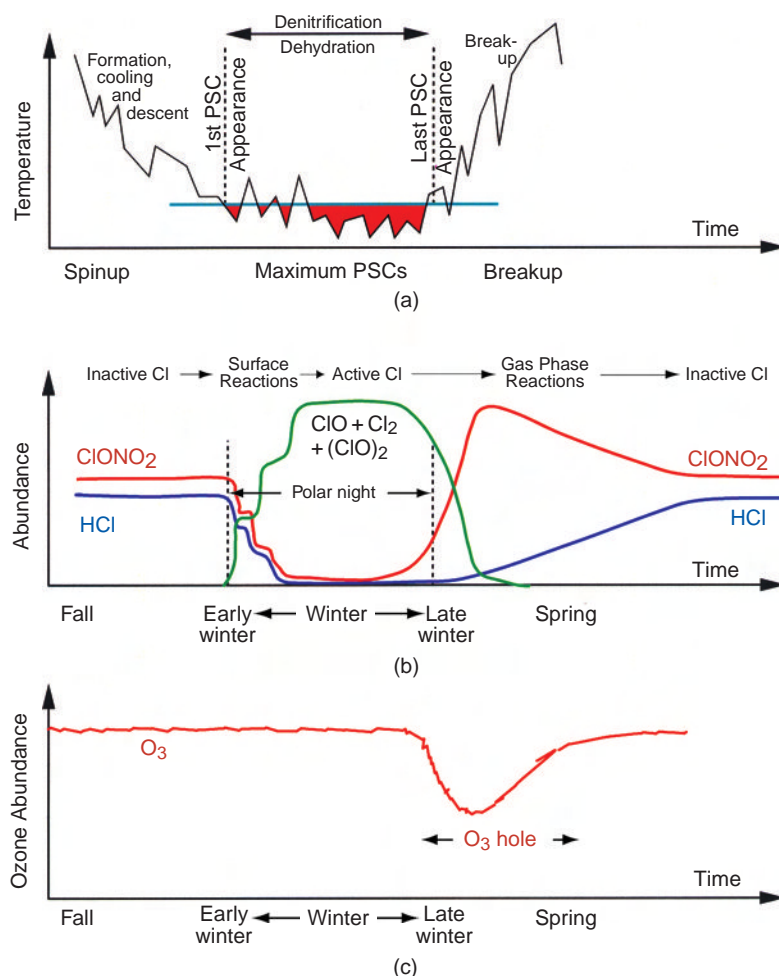 Denitrification
Dehydration
Formation,
cooling
and
descent
1st PSC
Appearance
Last PSC
Appearance
Break-
up
Temperature
Time
Spinup
Maximum PSCs
Breakup
(a)
Inactive Cl
Surface
Reactions
Active Cl
Gas Phase
Reactions
Inactive Cl
ClO + Cl₂
+ (ClO)₂
ClONO₂
HCl
Polar night
ClONO₂
HCl
Abundance
Time
Fall
Early
winter
Winter
Late
winter
Spring
(b)
O₃
O₃ hole
Ozone Abundance
Time
Fall
Early
winter
Winter
Late
winter
Spring
(c)